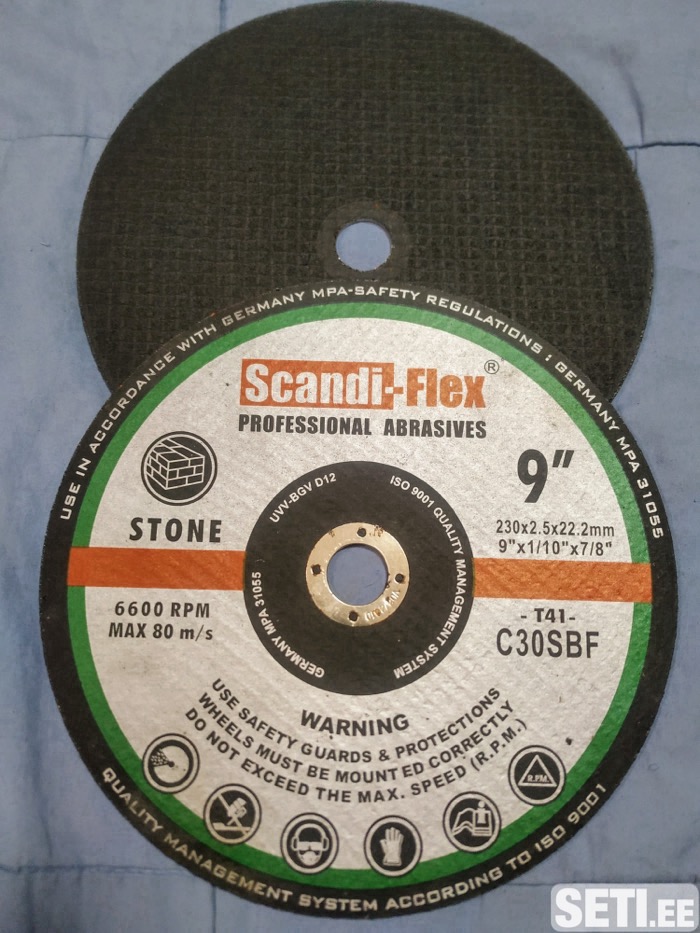 USE IN ACCORDANCE WITH GERMANY MPA-SAFETY REGULATIONS : GERMANY MPA 31055
Scandi-Flex®
PROFESSIONAL ABRASIVES
STONE
9"
230x2.5x22.2mm
9"x1/10"x7/8"
UVV-BGV D12
ISO 9001 QUALITY MANAGEMENT SYSTEM
GERMANY MPA 31055
6600 RPM
MAX 80 m/s
- T41 -
C30SBF
WARNING
USE SAFETY GUARDS & PROTECTIONS
WHEELS MUST BE MOUNTED CORRECTLY
DO NOT EXCEED THE MAX. SPEED (R.P.M.)
R.P.M
QUALITY MANAGEMENT SYSTEM ACCORDING TO ISO 9001
SETI.EE